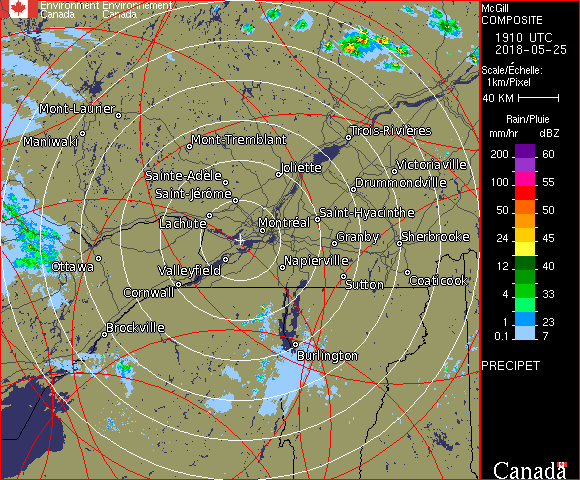 Environment Environnement
Canada Canada
McGill
COMPOSITE
1910 UTC
2018-05-25
Scale/Échelle:
1km/Pixel
40 KM
Rain/Pluie
mm/hr dBZ
200 60
155
100 55
50 50
24 45
12 40
4 33
1 23
0.1 7
PRECIPET
Canada
Mont-Laurier
Maniwaki
Mont-Tremblant
Trois-Rivières
Sainte-Adèle
Joliette
Victoriaville
Saint-Jérôme
Drummondville
Lachute
Montréal
Saint-Hyacinthe
Granby
Sherbrooke
Ottawa
Valleyfield
Napierville
Cornwall
Sutton
Coaticook
Brockville
Burlington